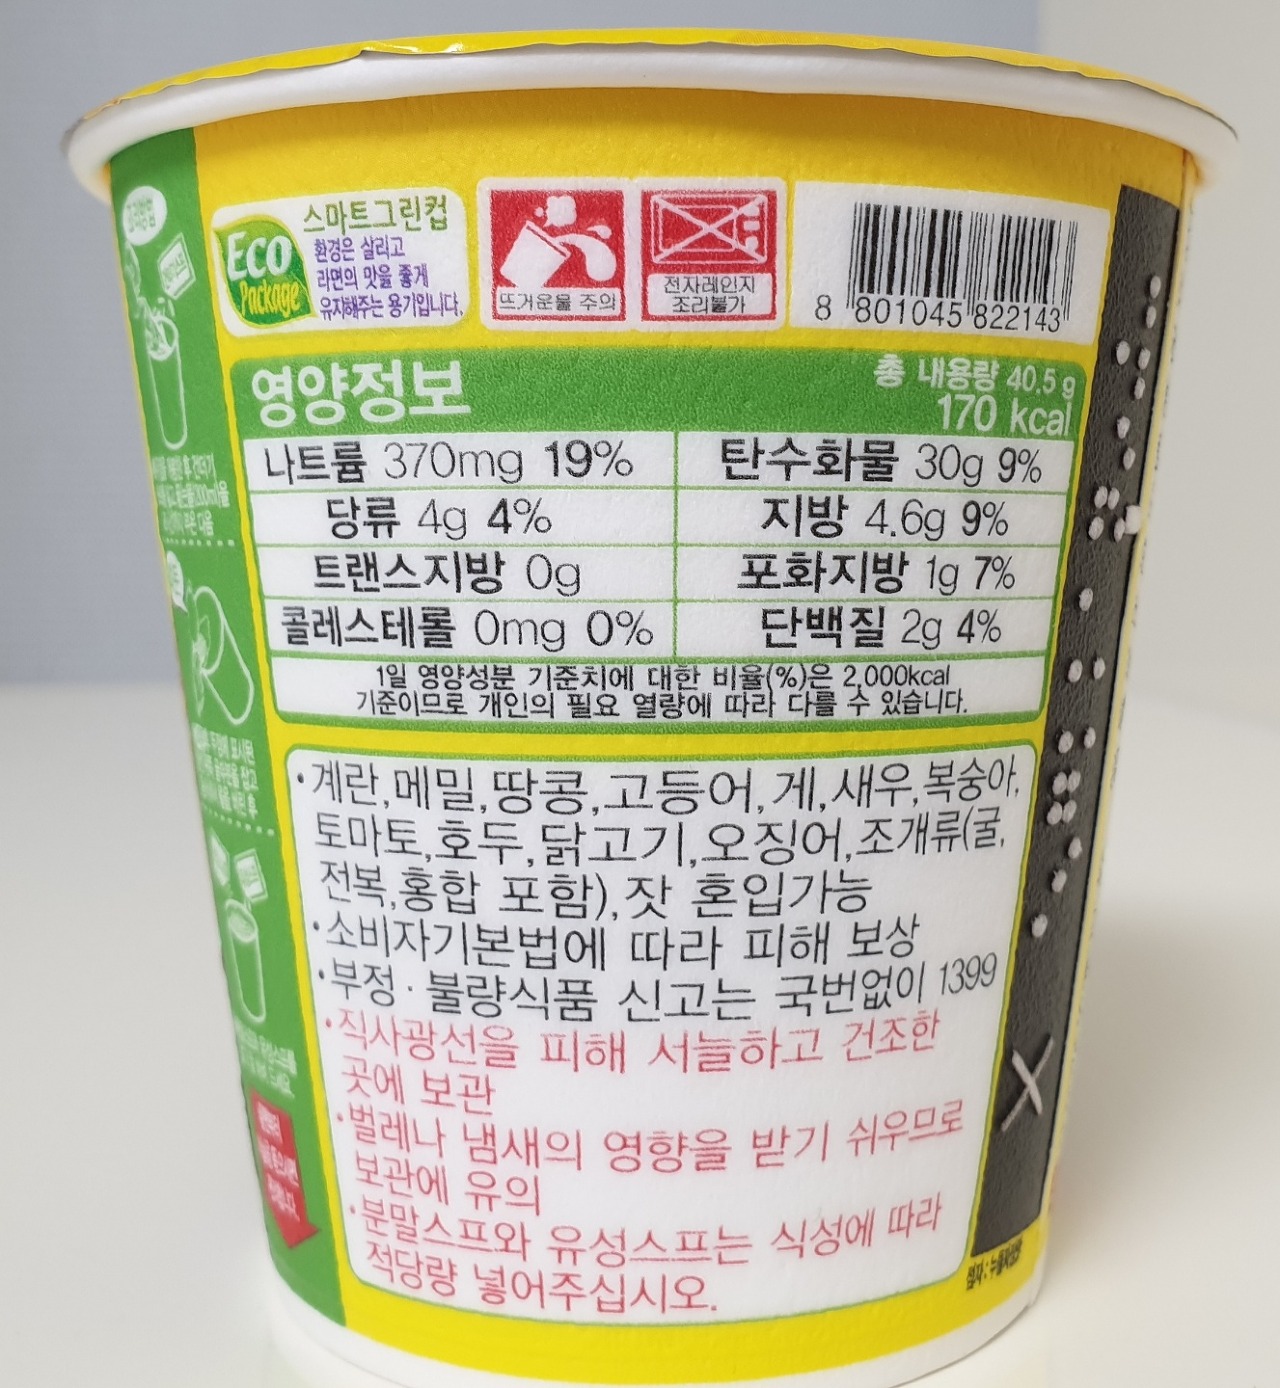 스마트그린컵
Eco
Package
환경은 살리고
라면의 맛을 좋게
유지해주는 용기입니다.
뜨거운물 주의
전자레인지
조리불가
8 801045 822143
영양정보
총 내용량 40.5 g
170 kcal
나트륨 370mg 19% 탄수화물 30g 9%
당류 4g 4% 지방 4.6g 9%
트랜스지방 0g 포화지방 1g 7%
콜레스테롤 0mg 0% 단백질 2g 4%
1일 영양성분 기준치에 대한 비율(%)은 2,000kcal
기준이므로 개인의 필요 열량에 따라 다를 수 있습니다.
·계란,메밀,땅콩,고등어,게,새우,복숭아,
토마토,호두,닭고기,오징어,조개류(굴,
전복,홍합 포함),잣 혼입가능
·소비자기본법에 따라 피해 보상
·부정·불량식품 신고는 국번없이 1399
·직사광선을 피해 서늘하고 건조한
곳에 보관
·벌레나 냄새의 영향을 받기 쉬우므로
보관에 유의
·분말스프와 유성스프는 식성에 따라
적당량 넣어주십시오.